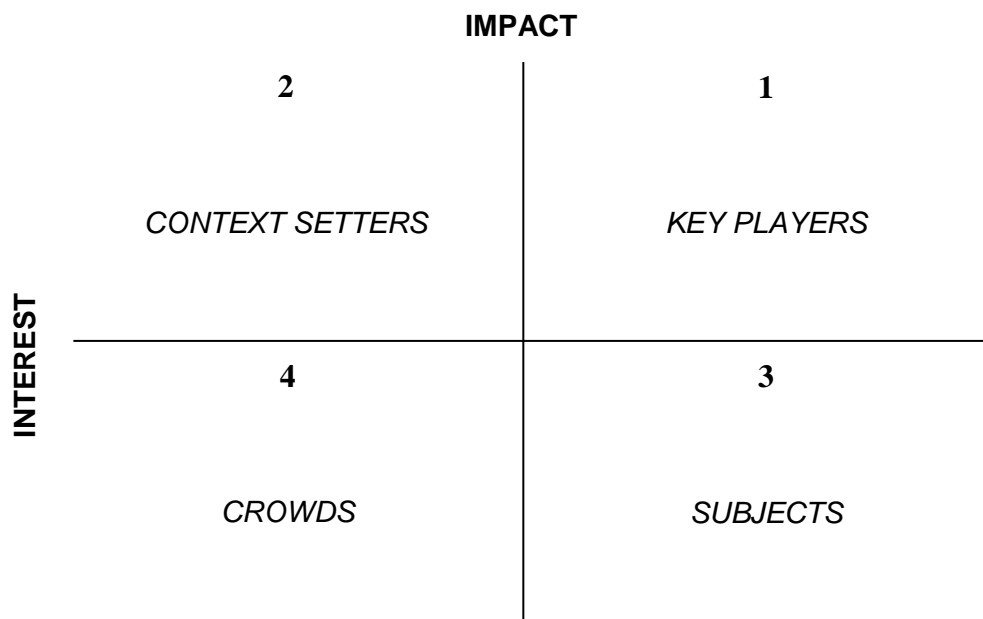 IMPACT
2
1
CONTEXT SETTERS
KEY PLAYERS
INTEREST
4
3
CROWDS
SUBJECTS